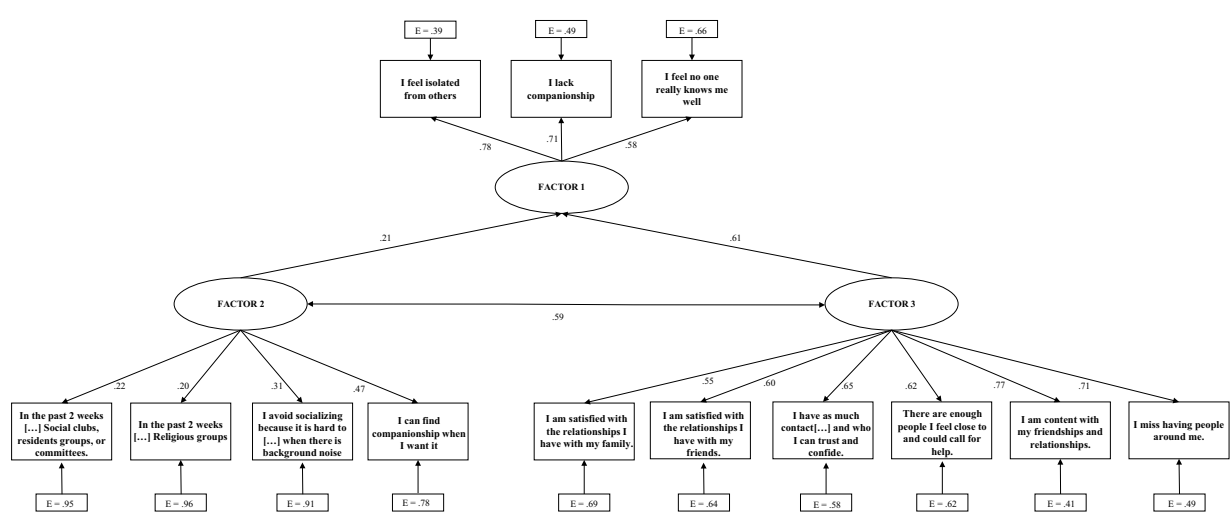 E = .39
E = .49
E = .66
I feel isolated
from others
I lack
companionship
I feel no one
really knows me
well
.78
.71
.58
FACTOR 1
.21
.61
FACTOR 2
FACTOR 3
.59
.22
.20
.31
.47
.55
.60
.65
.62
.77
.71
In the past 2 weeks
[…] Social clubs,
residents groups, or
committees.
In the past 2 weeks
[…] Religious groups
I avoid socializing
because it is hard to
[…] when there is
background noise
I can find
companionship when
I want it
I am satisfied with
the relationships I
have with my family.
I am satisfied with
the relationships I
have with my
friends.
I have as much
contact[…] and who
I can trust and
confide.
There are enough
people I feel close to
and could call for
help.
I am content with
my friendships and
relationships.
I miss having people
around me.
E = .95
E = .96
E = .91
E = .78
E = .69
E = .64
E = .58
E = .62
E = .41
E = .49